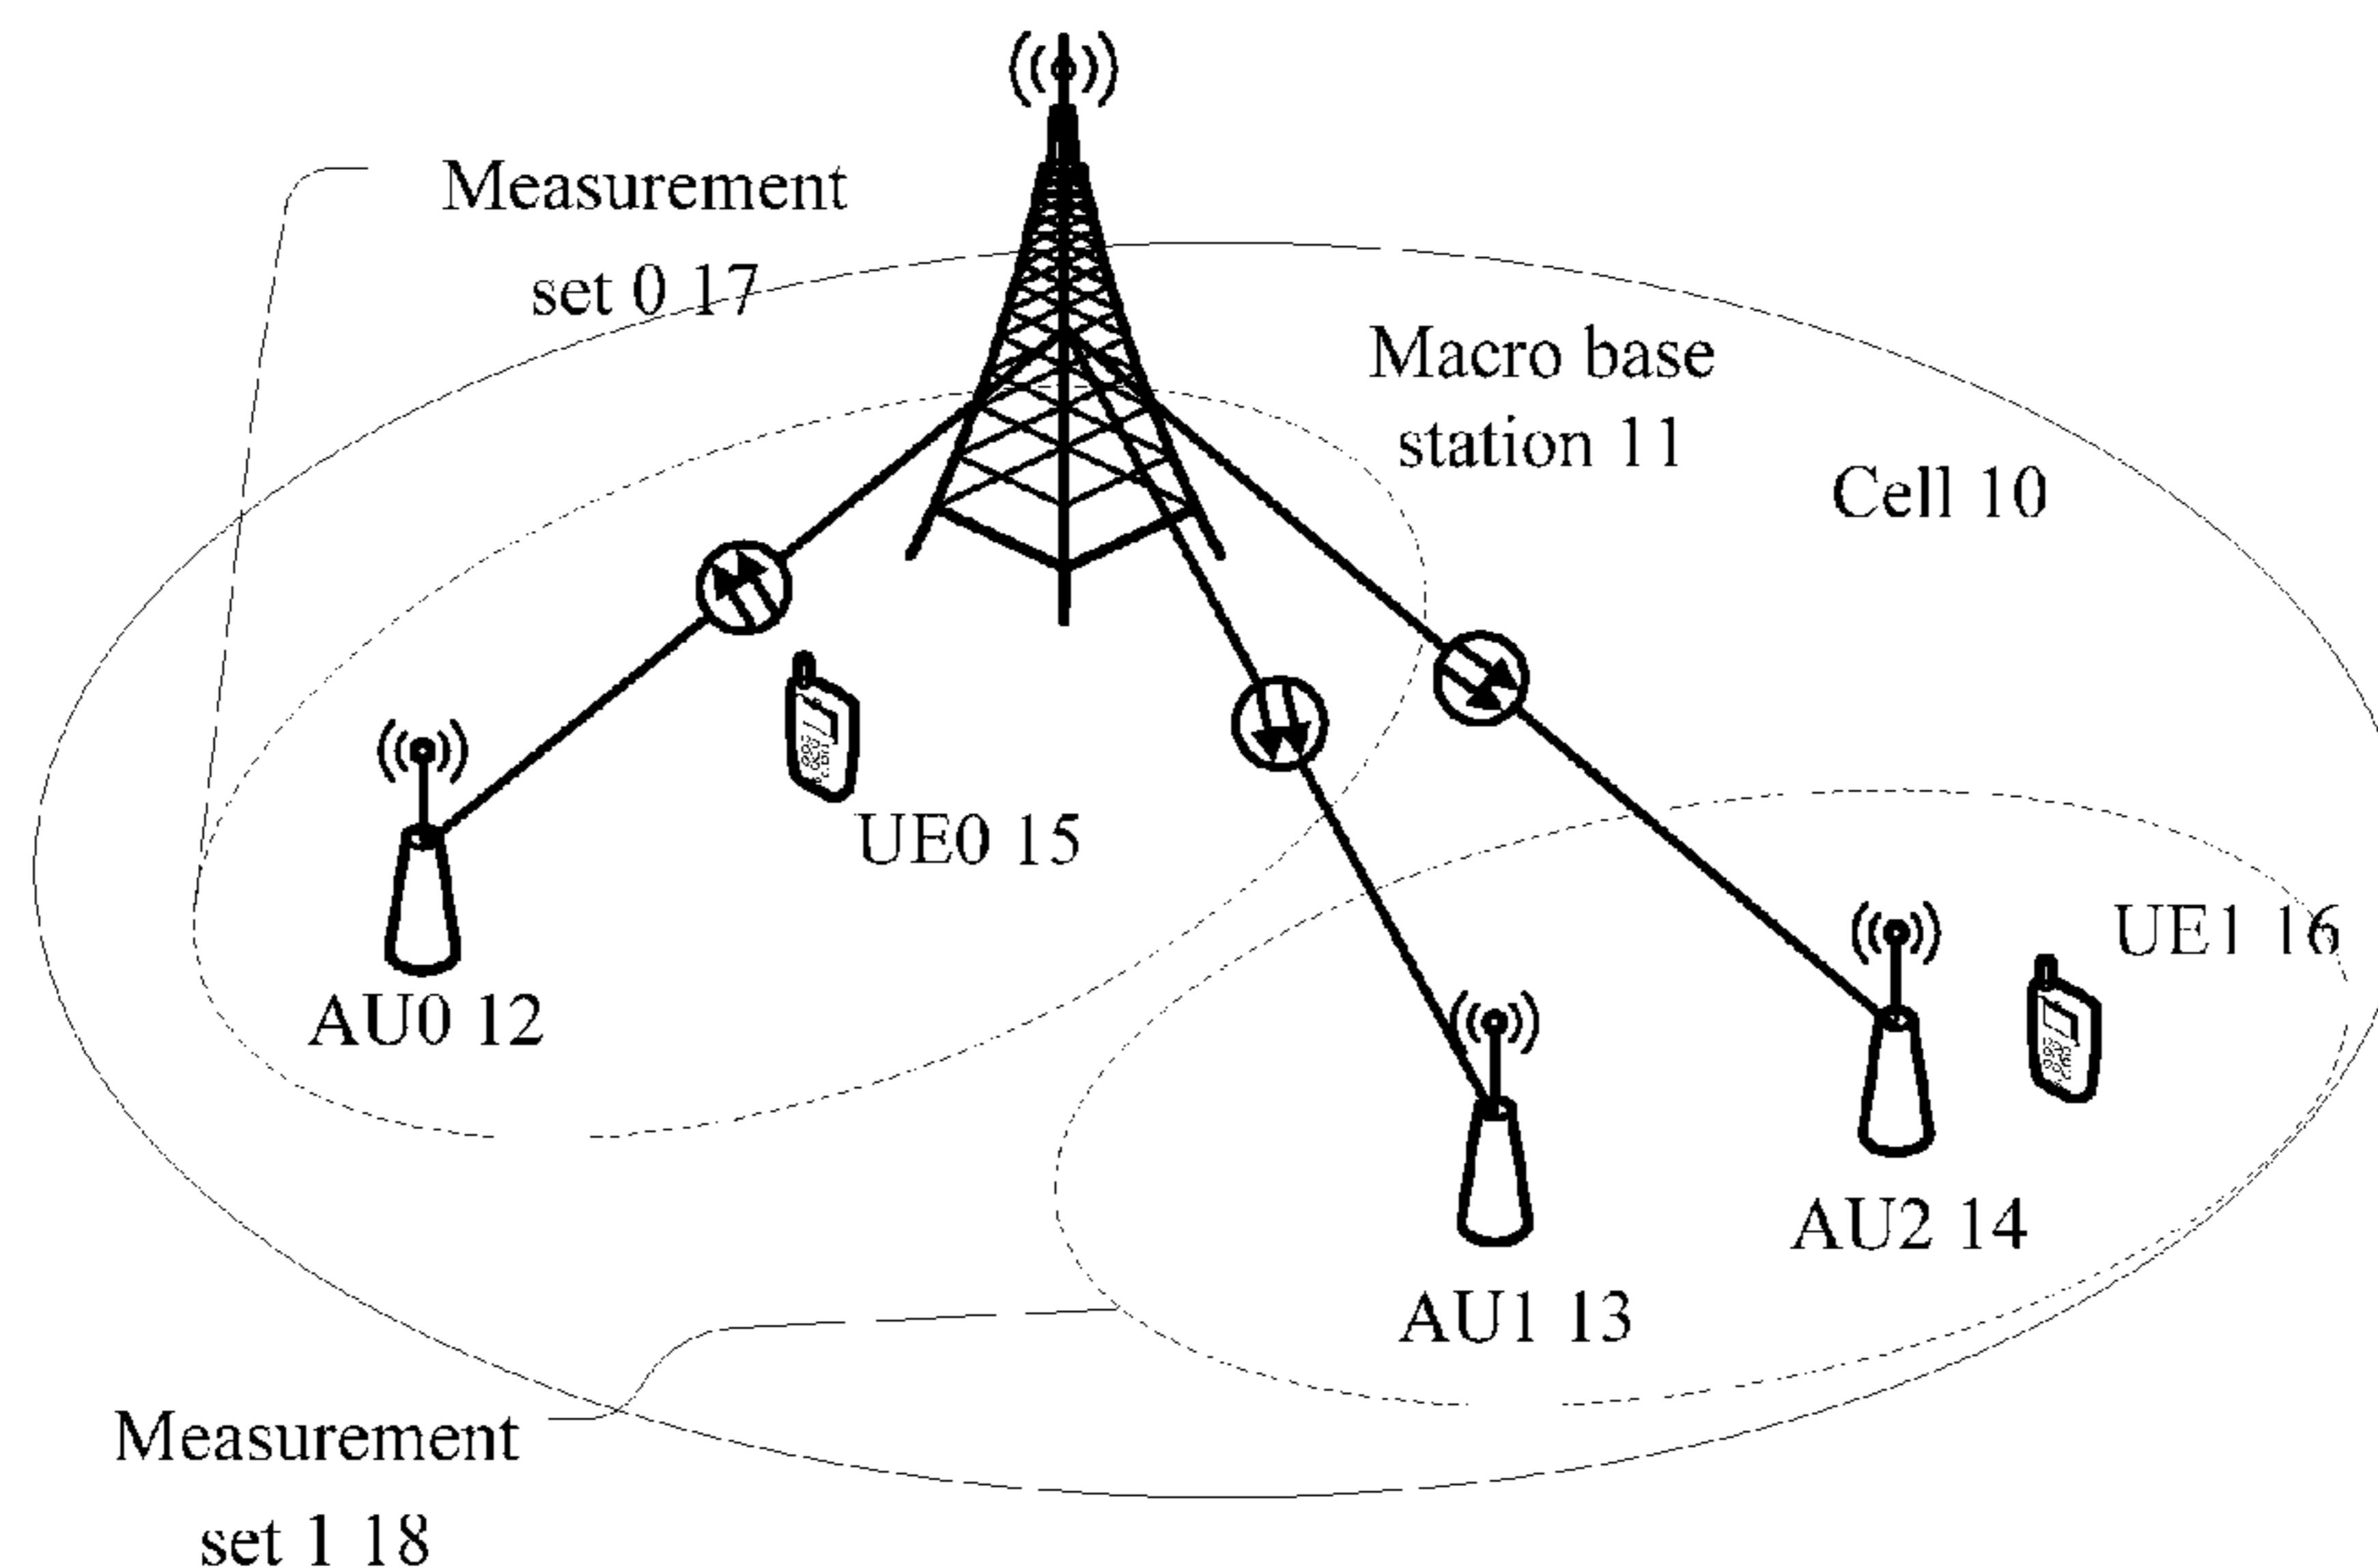 Measurement
set 0 17
Macro base
station 11
Cell 10
UE0 15
UE1 16
AU0 12
AU2 14
AU1 13
Measurement
set 1 18